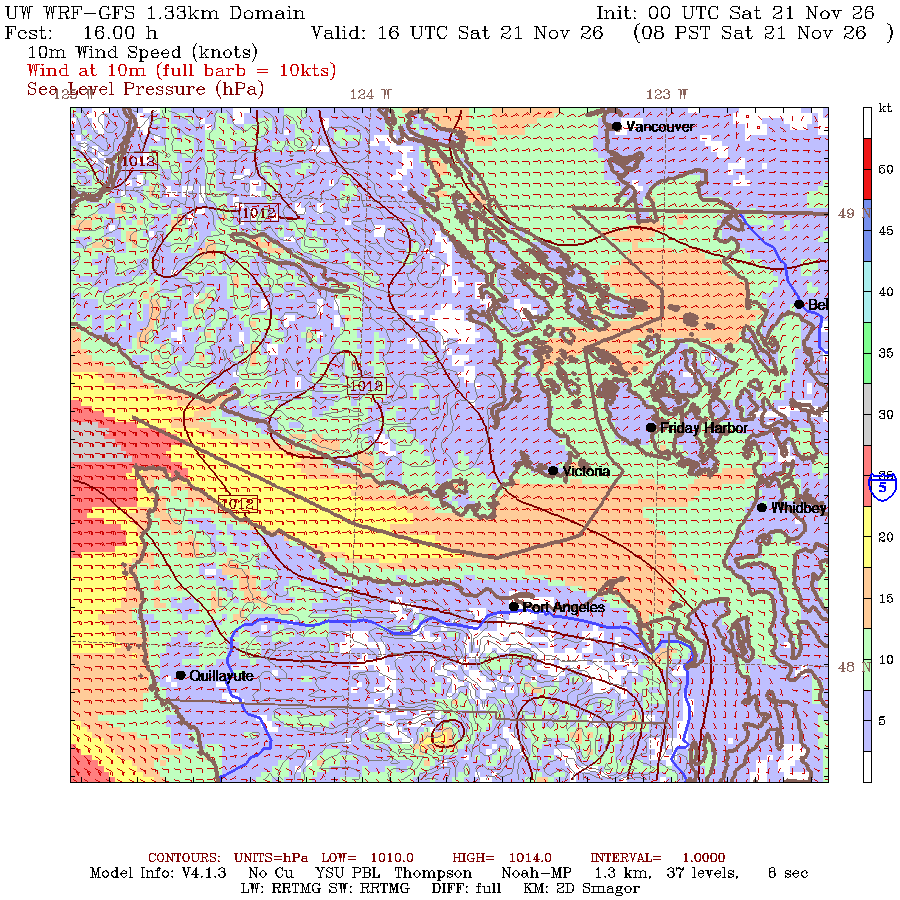 UW WRF-GFS 1.33km Domain Init: 00 UTC Sat 21 Nov 26
Fcst: 16.00 h Valid: 16 UTC Sat 21 Nov 26 (08 PST Sat 21 Nov 26 )
10m Wind Speed (knots)
Wind at 10m (full barb = 10kts)
Sea Level Pressure (hPa)
125 W 124 W 123 W
kt
Vancouver
1012
60
1012
49 N
45
40
Bel
35
1012
30
Friday Harbor
Victoria
25
5
1012
Whidbey
20
15
Port Angeles
10
48 N
Quillayute
5
CONTOURS: UNITS=hPa LOW= 1010.0 HIGH= 1014.0 INTERVAL= 1.0000
Model Info: V4.1.3 No Cu YSU PBL Thompson Noah-MP 1.3 km, 37 levels, 8 sec
LW: RRTMG SW: RRTMG DIFF: full KM: 2D Smagor